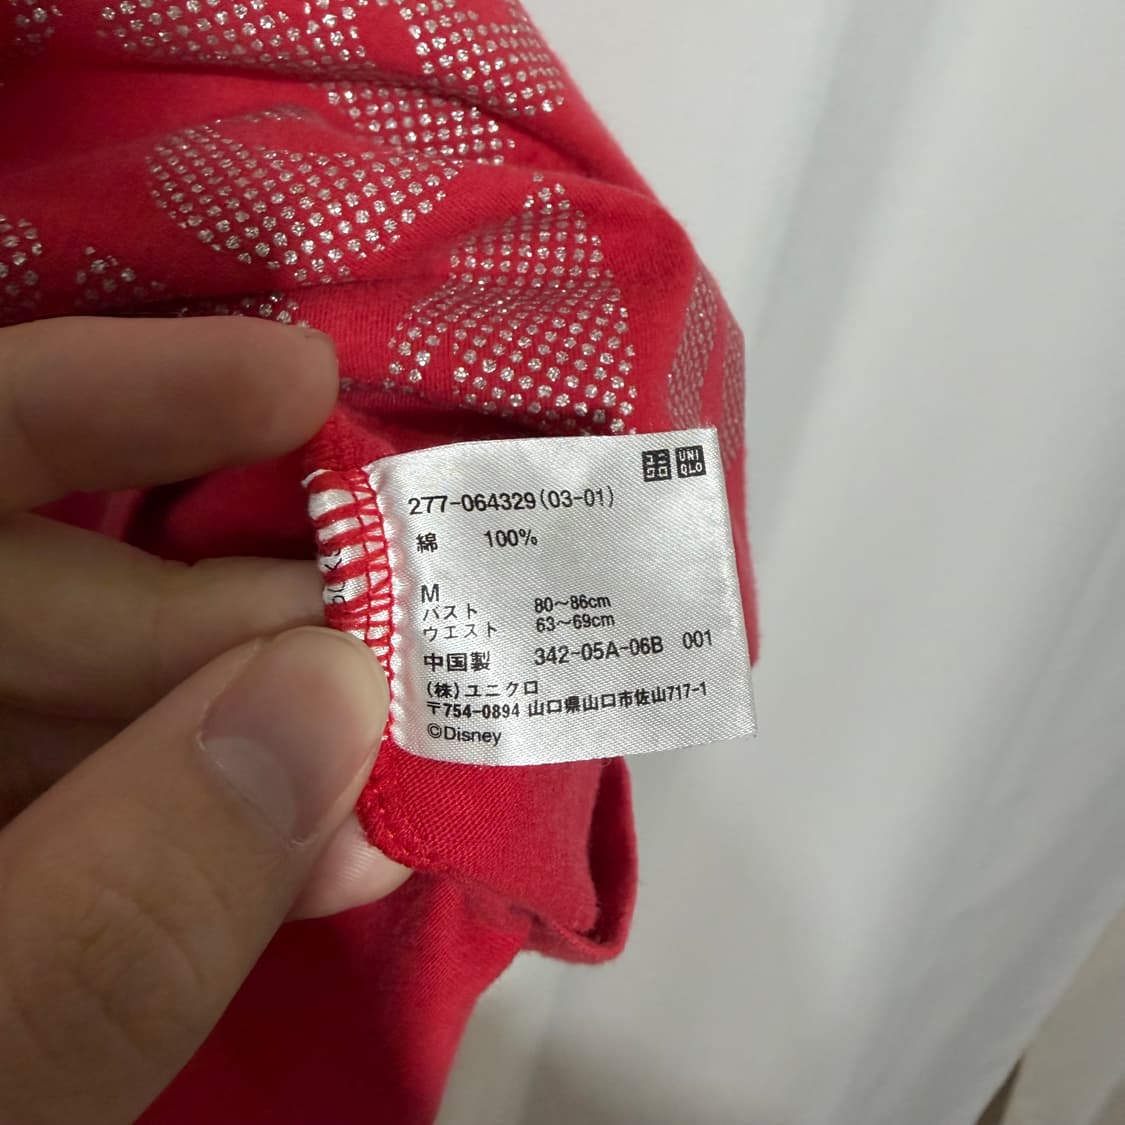 ユニクロ UNIQLO
277-064329(03-01)
綿 100%
M
バスト 80~86cm
ウエスト 63~69cm
中国製 342-05A-06B 001
(株)ユニクロ
〒754-0894 山口県山口市佐山717-1
©Disney